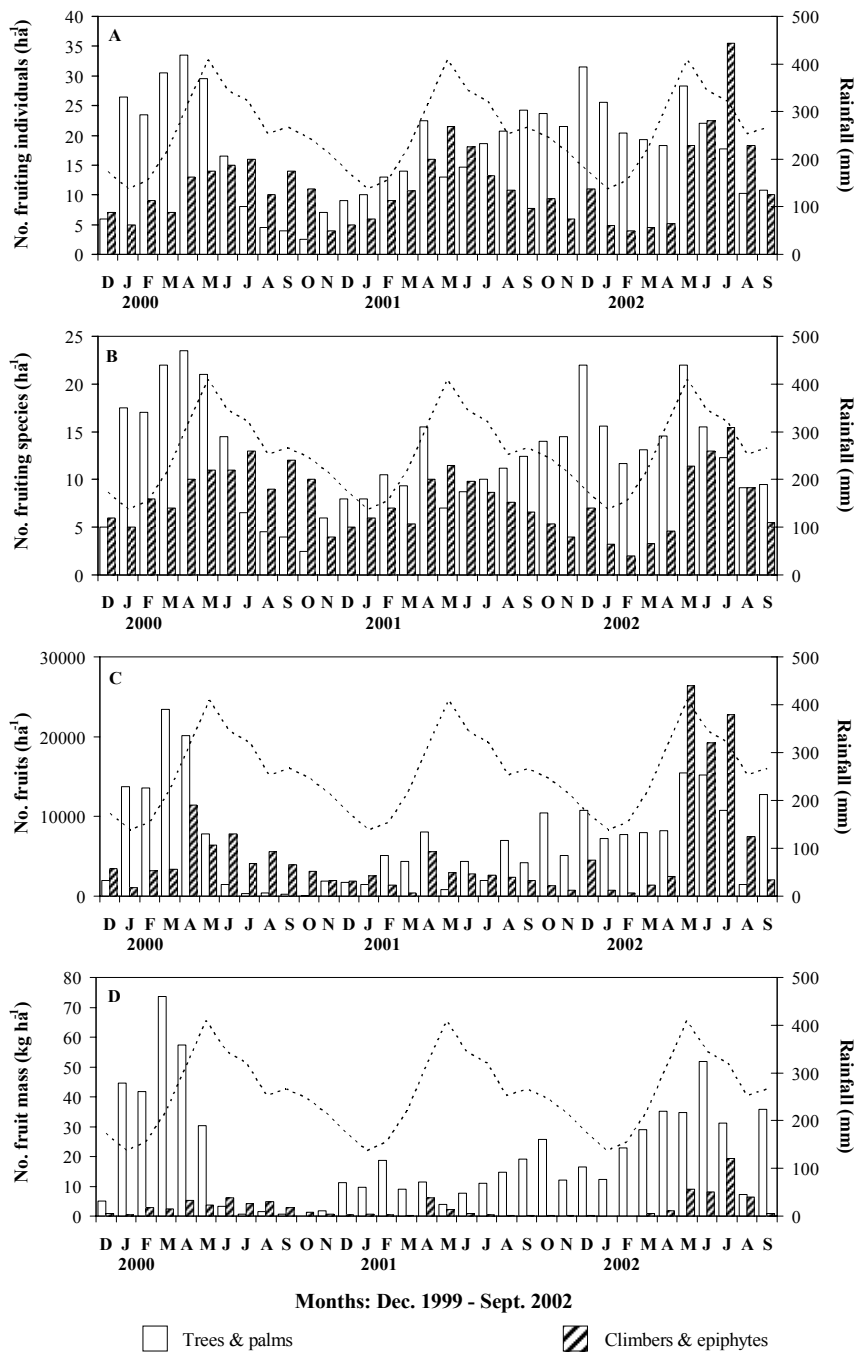 A
No. fruiting individuals (ha-1)
40
35
30
25
20
15
10
5
0
500
400
300
200
100
0
Rainfall (mm)
D J F M A M J J A S O N D J F M A M J J A S O N D J F M A M J J A S
2000 2001 2002
B
No. fruiting species (ha-1)
25
20
15
10
5
0
500
400
300
200
100
0
Rainfall (mm)
D J F M A M J J A S O N D J F M A M J J A S O N D J F M A M J J A S
2000 2001 2002
C
No. fruits (ha-1)
30000
20000
10000
0
500
400
300
200
100
0
Rainfall (mm)
D J F M A M J J A S O N D J F M A M J J A S O N D J F M A M J J A S
2000 2001 2002
D
No. fruit mass (kg ha-1)
80
70
60
50
40
30
20
10
0
500
400
300
200
100
0
Rainfall (mm)
D J F M A M J J A S O N D J F M A M J J A S O N D J F M A M J J A S
2000 2001 2002
Months: Dec. 1999 - Sept. 2002
Trees & palms
Climbers & epiphytes